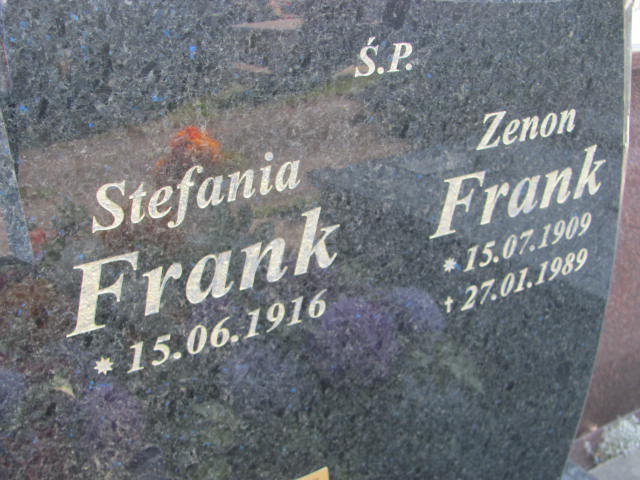 Ś.P.
Stefania
Frank
* 15.06.1916
Zenon
Frank
* 15.07.1909
† 27.01.1989